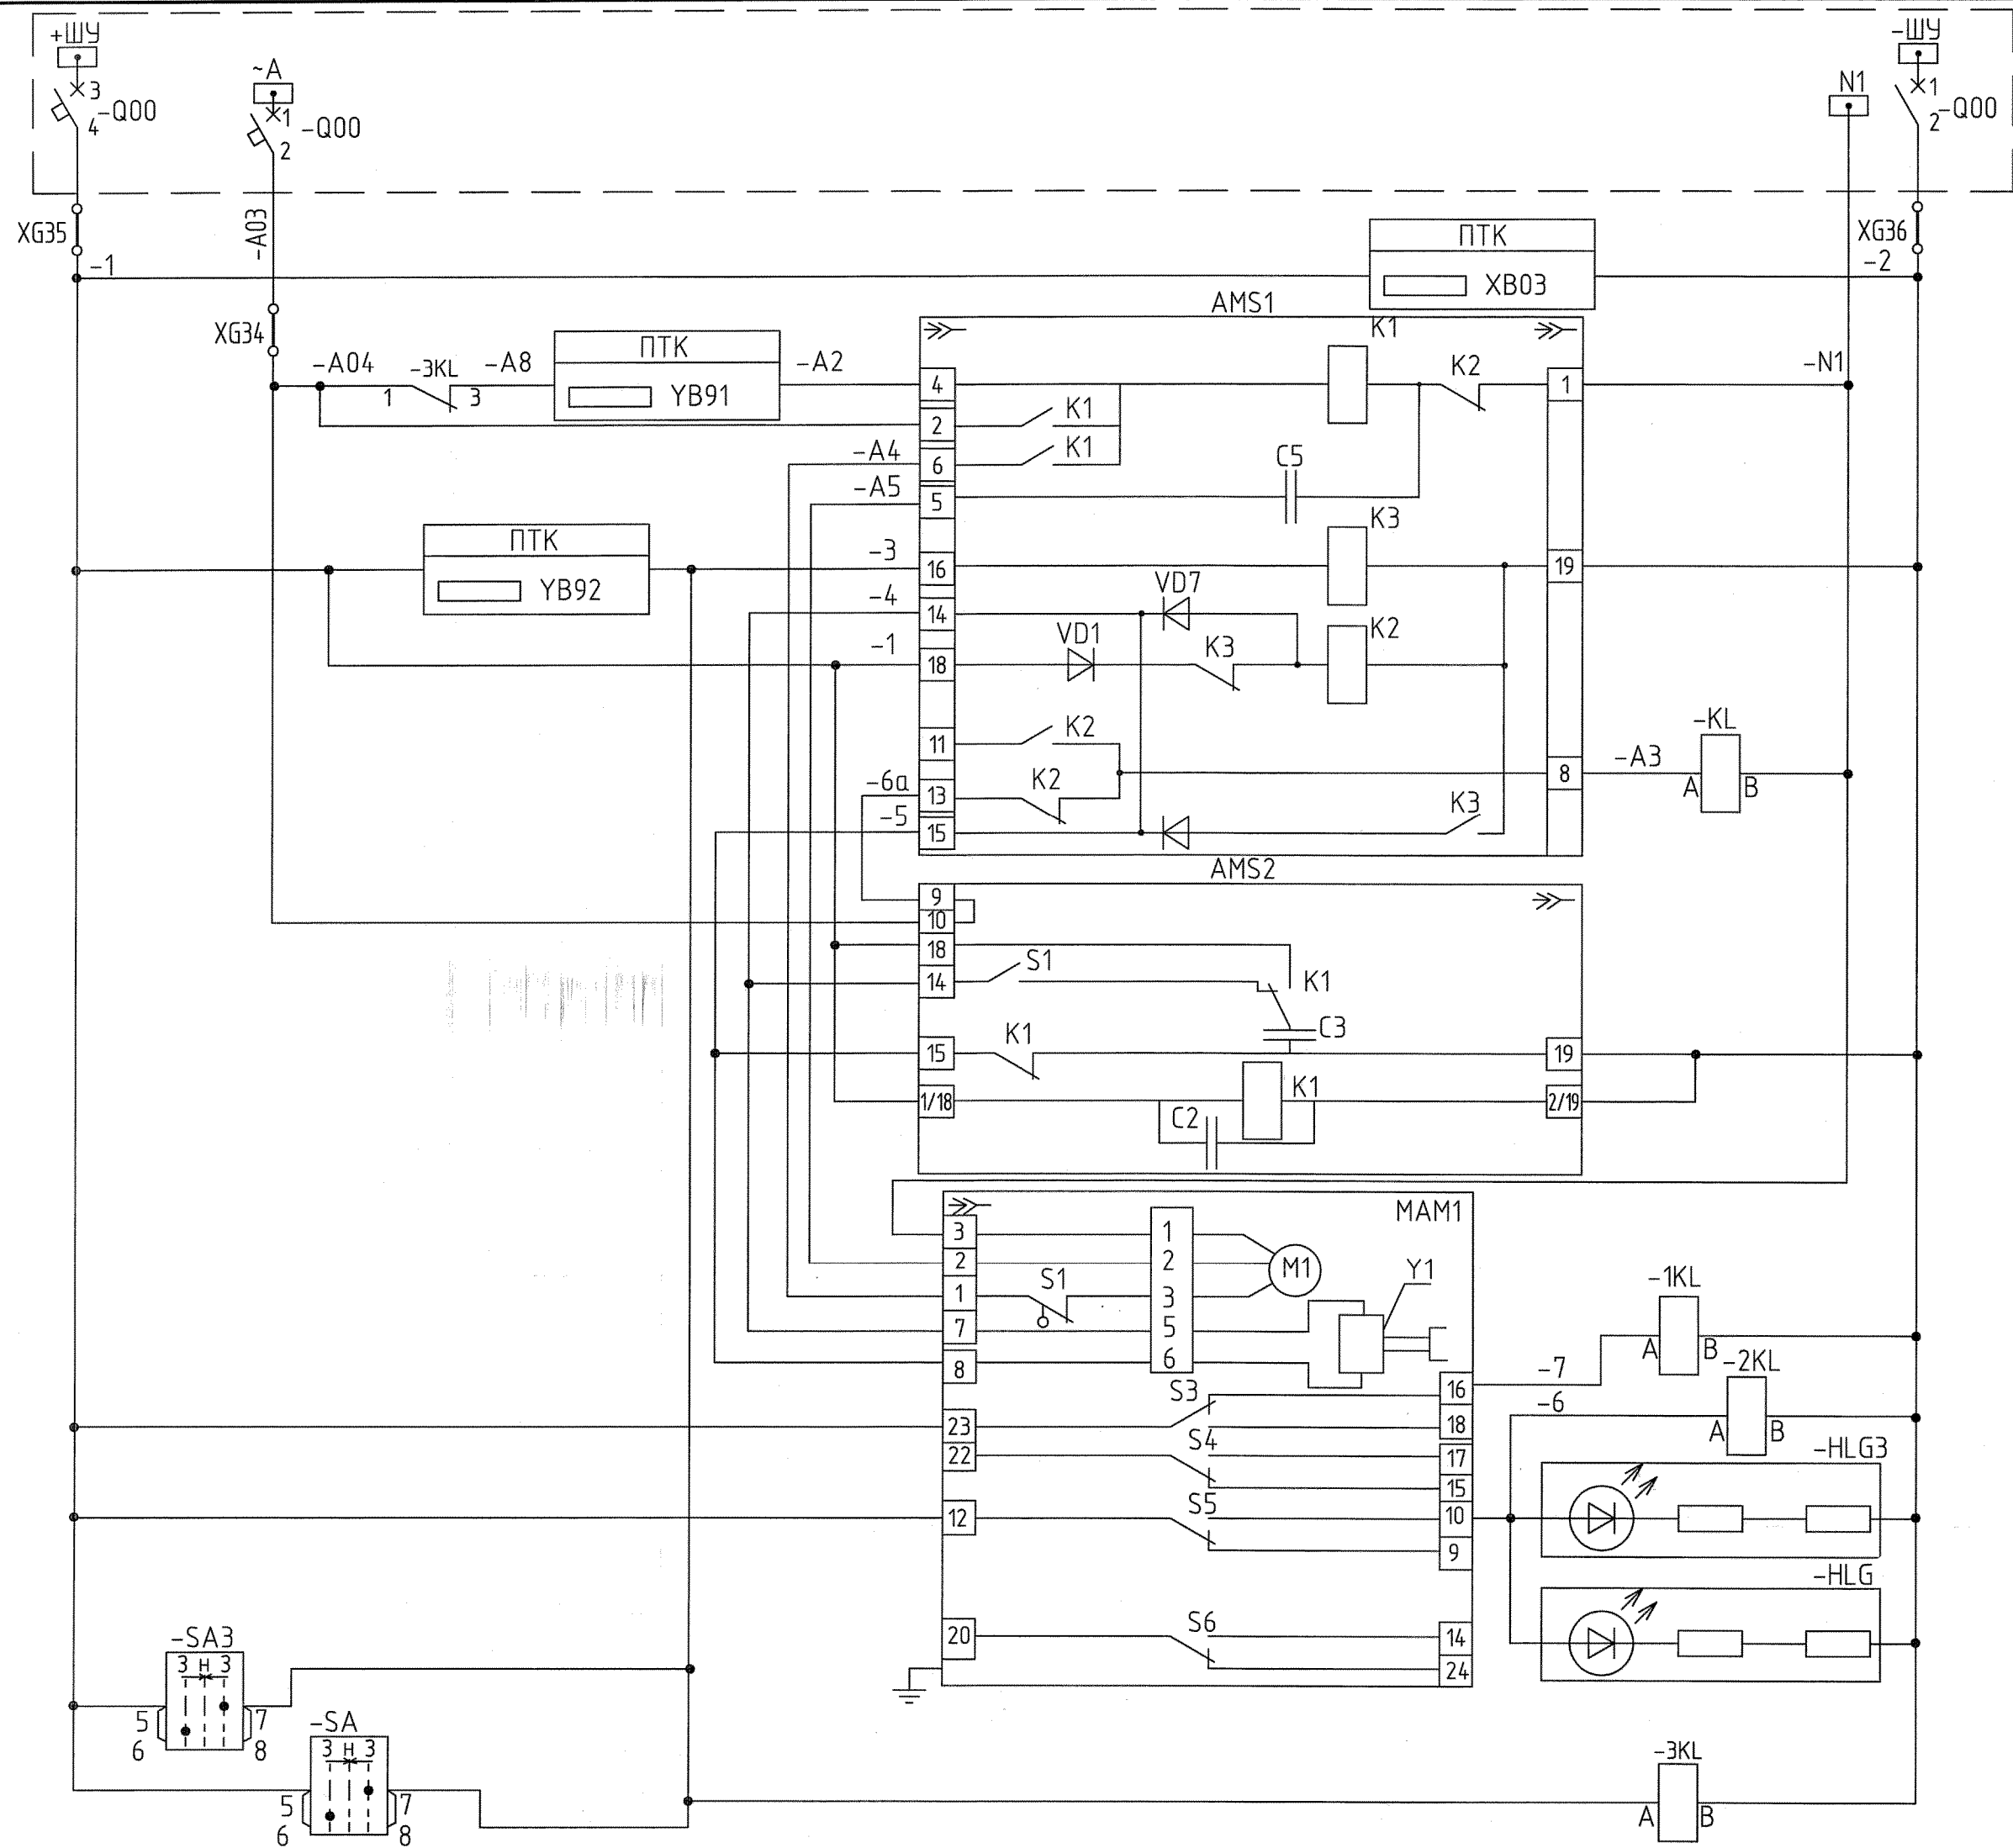 +ШУ
3
-Q00
4
~A
1
-Q00
2
N1
-ШУ
1
-Q00
2
XG35
-A03
XG36
-1
-2
ПТК
XB03
XG34
AMS1
-A04
-3KL
-A8
1
3
ПТК
YB91
-A2
4
K1
K2
1
-N1
2
K1
-A4
6
K1
-A5
5
C5
ПТК
YB92
-3
16
K3
19
-4
14
VD7
-1
18
VD1
K3
K2
11
K2
-KL
8
-A3
A
B
-6a
13
K2
-5
15
K3
AMS2
9
10
18
14
S1
K1
C3
15
K1
19
1/18
K1
2/19
C2
MAM1
3
1
2
2
M1
1
S1
3
Y1
7
5
8
6
-1KL
A
B
-7
16
S3
-2KL
-6
A
B
23
18
22
S4
17
15
-HLG3
12
S5
10
9
-HLG
20
S6
14
24
-SA3
З Н З
5
7
6
8
-SA
З Н З
5
7
6
8
-3KL
A
B